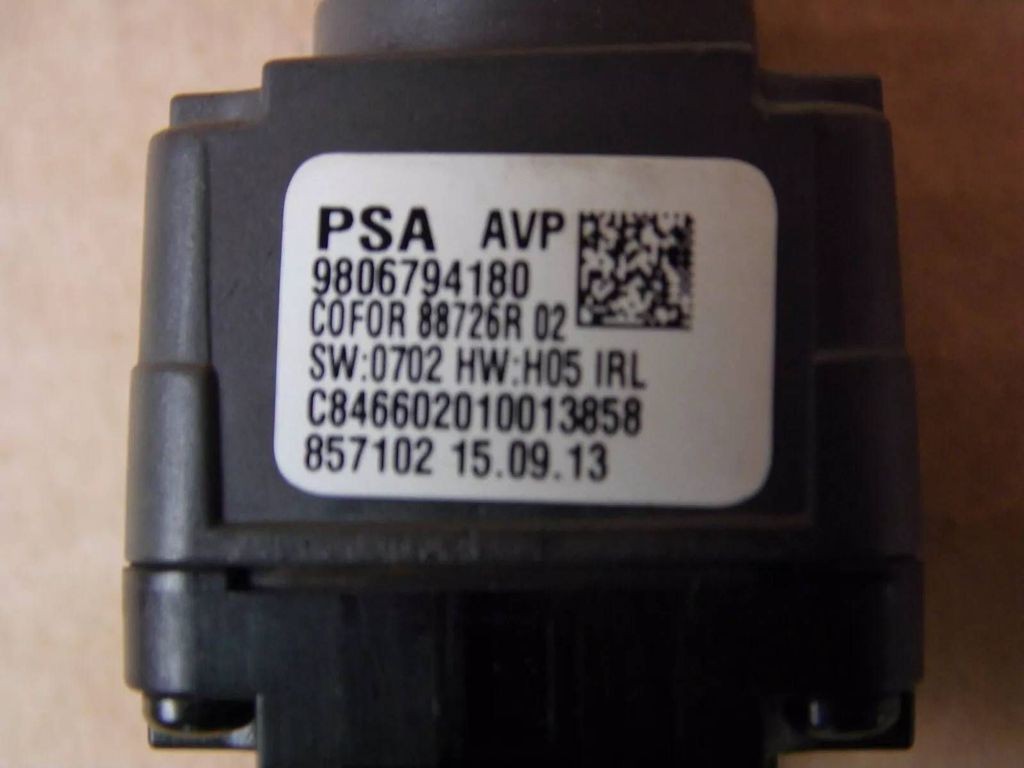 PSA AVP
9806794180
COFOR 88726R 02
SW:0702 HW:H05 IRL
C846602010013858
857102 15.09.13